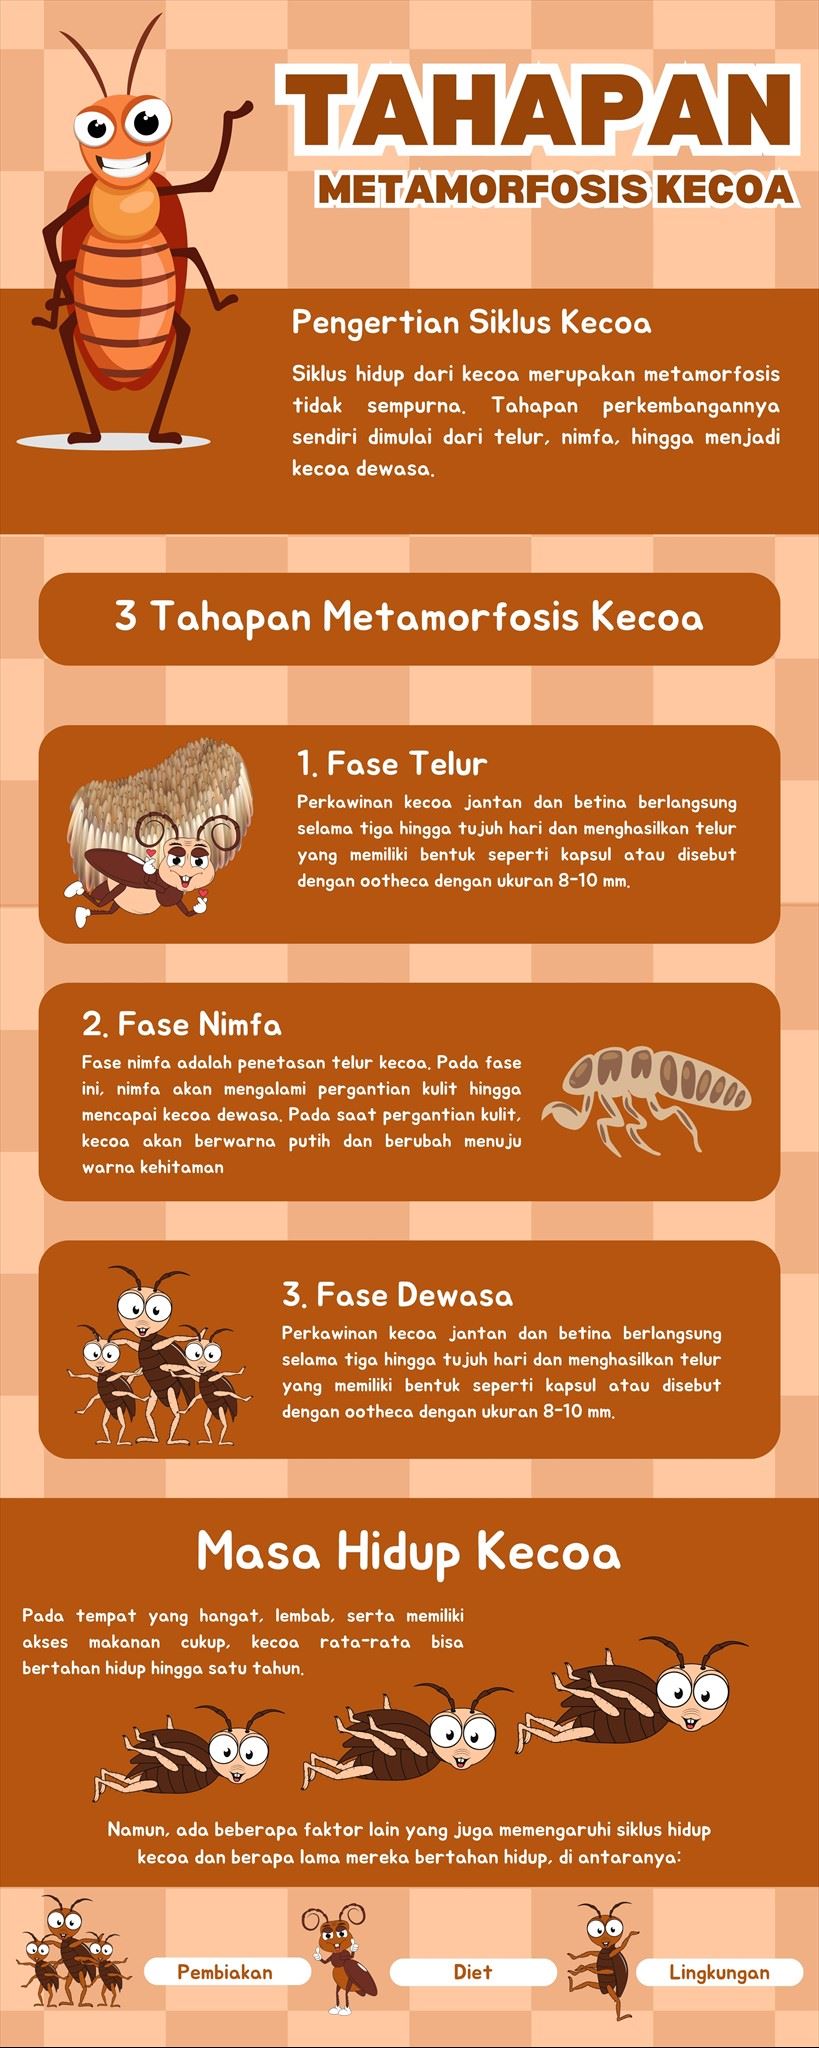 TAHAPAN
METAMORFOSIS KECOA
Pengertian Siklus Kecoa
Siklus hidup dari kecoa merupakan metamorfosis
tidak sempurna. Tahapan perkembangannya
sendiri dimulai dari telur, nimfa, hingga menjadi
kecoa dewasa.
3 Tahapan Metamorfosis Kecoa
1. Fase Telur
Perkawinan kecoa jantan dan betina berlangsung
selama tiga hingga tujuh hari dan menghasilkan telur
yang memiliki bentuk seperti kapsul atau disebut
dengan ootheca dengan ukuran 8-10 mm.
2. Fase Nimfa
Fase nimfa adalah penetasan telur kecoa. Pada fase
ini, nimfa akan mengalami pergantian kulit hingga
mencapai kecoa dewasa. Pada saat pergantian kulit,
kecoa akan berwarna putih dan berubah menuju
warna kehitaman
3. Fase Dewasa
Perkawinan kecoa jantan dan betina berlangsung
selama tiga hingga tujuh hari dan menghasilkan telur
yang memiliki bentuk seperti kapsul atau disebut
dengan ootheca dengan ukuran 8-10 mm.
Masa Hidup Kecoa
Pada tempat yang hangat, lembab, serta memiliki
akses makanan cukup, kecoa rata-rata bisa
bertahan hidup hingga satu tahun.
Namun, ada beberapa faktor lain yang juga memengaruhi siklus hidup
kecoa dan berapa lama mereka bertahan hidup, di antaranya:
Pembiakan
Diet
Lingkungan